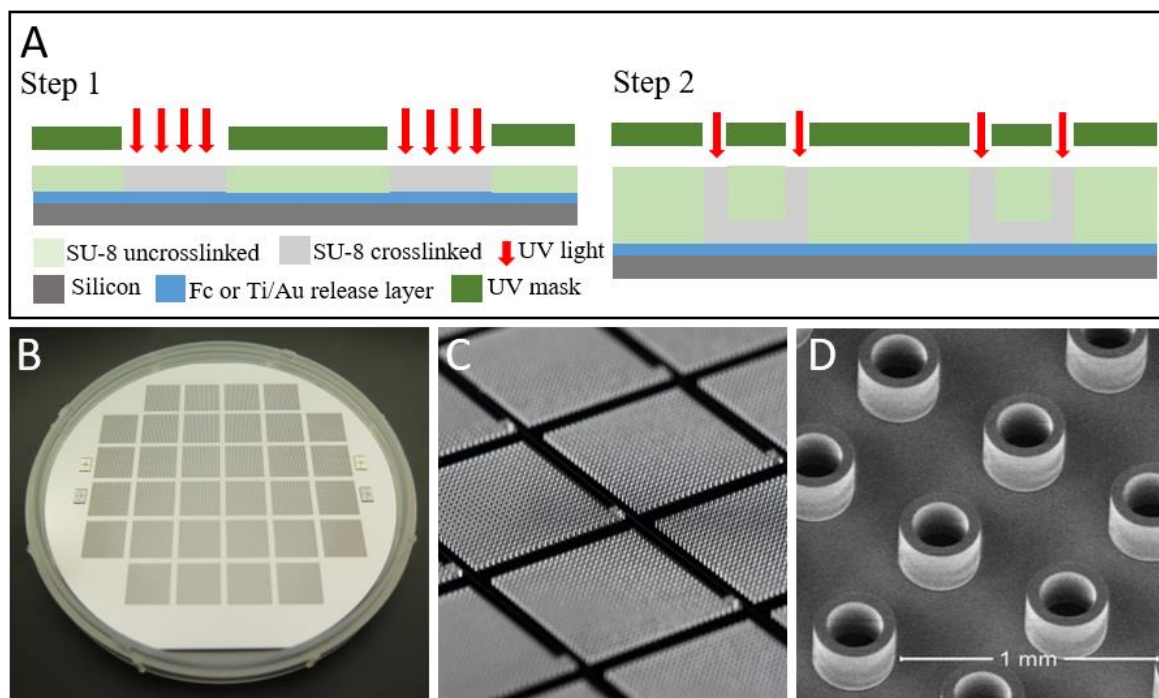 A
Step 1
Step 2
SU-8 uncrosslinked SU-8 crosslinked UV light
Silicon Fc or Ti/Au release layer UV mask
B
C
D
1 mm